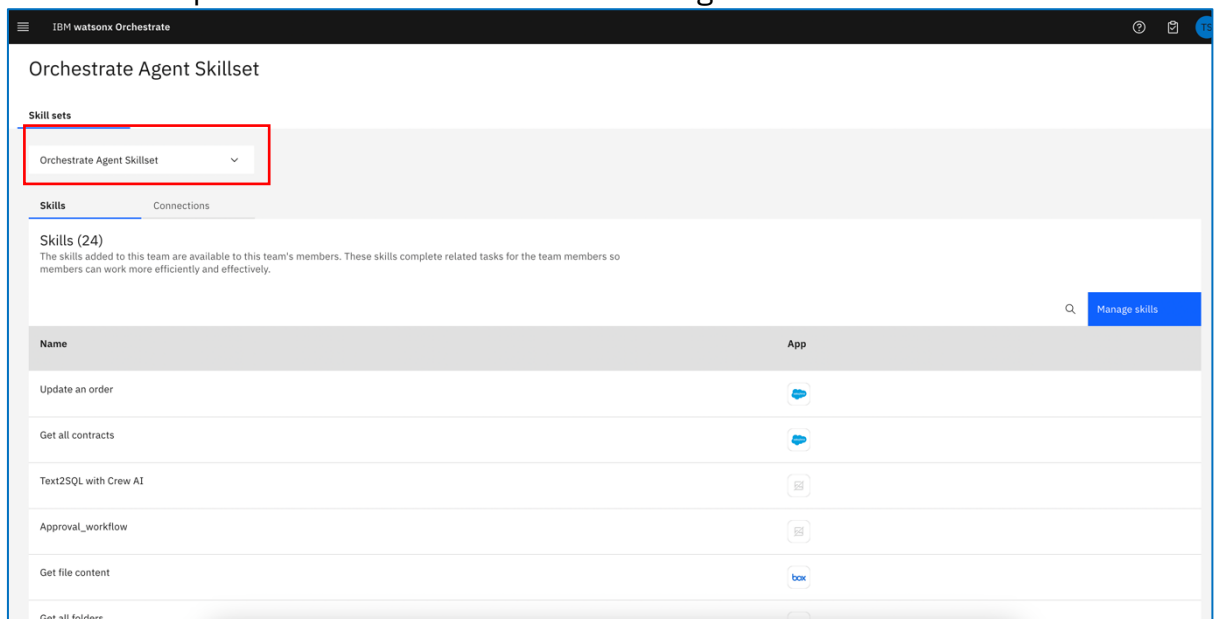 IBM watsonx Orchestrate
TS
Orchestrate Agent Skillset
Skill sets
Orchestrate Agent Skillset
Skills Connections
Skills (24)
The skills added to this team are available to this team's members. These skills complete related tasks for the team members so
members can work more efficiently and effectively.
Manage skills
Name App
Update an order
Get all contracts
Text2SQL with Crew AI
Approval_workflow
Get file content
box
Get all folders